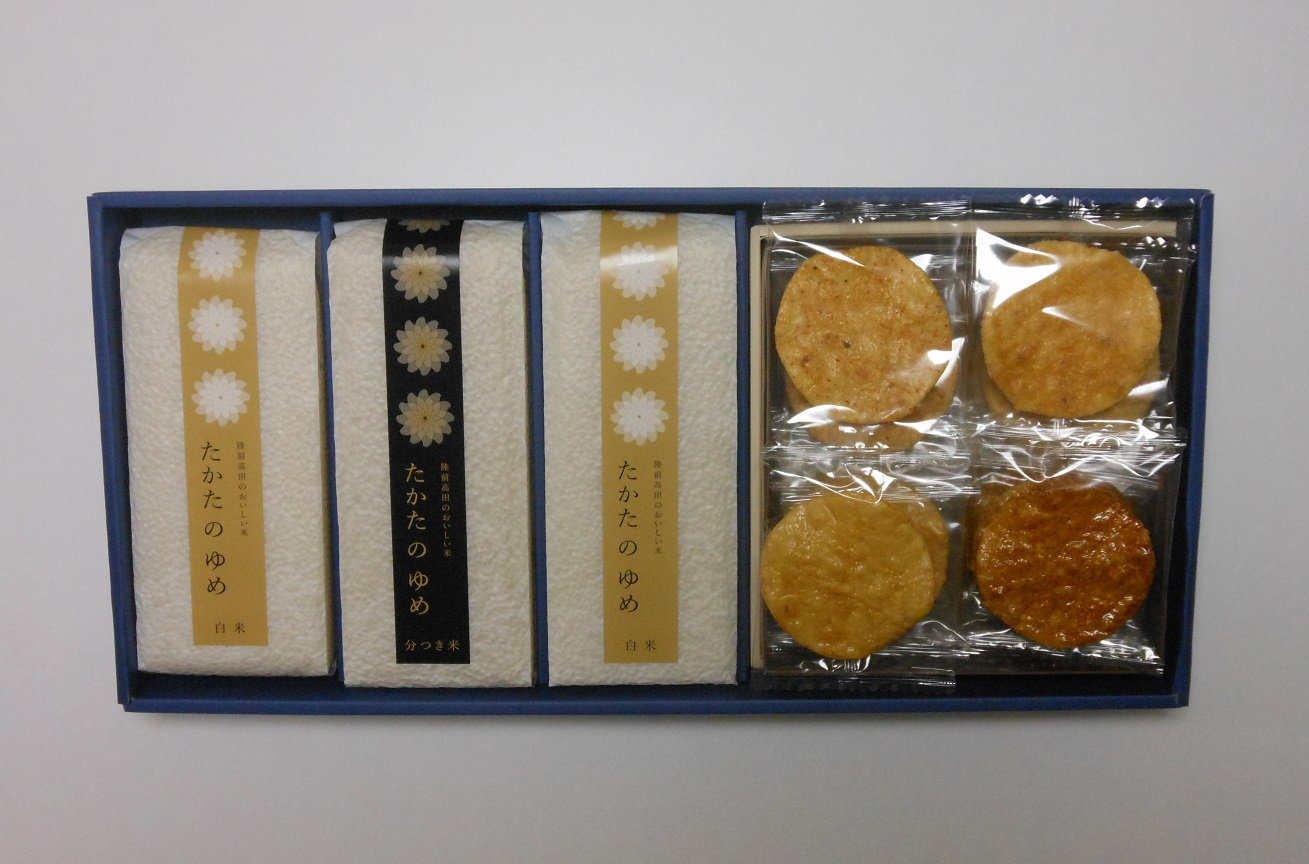 陸前高田のおいしい米
たかたのゆめ
白米
陸前高田のおいしい米
たかたのゆめ
分つき米
陸前高田のおいしい米
たかたのゆめ
白米